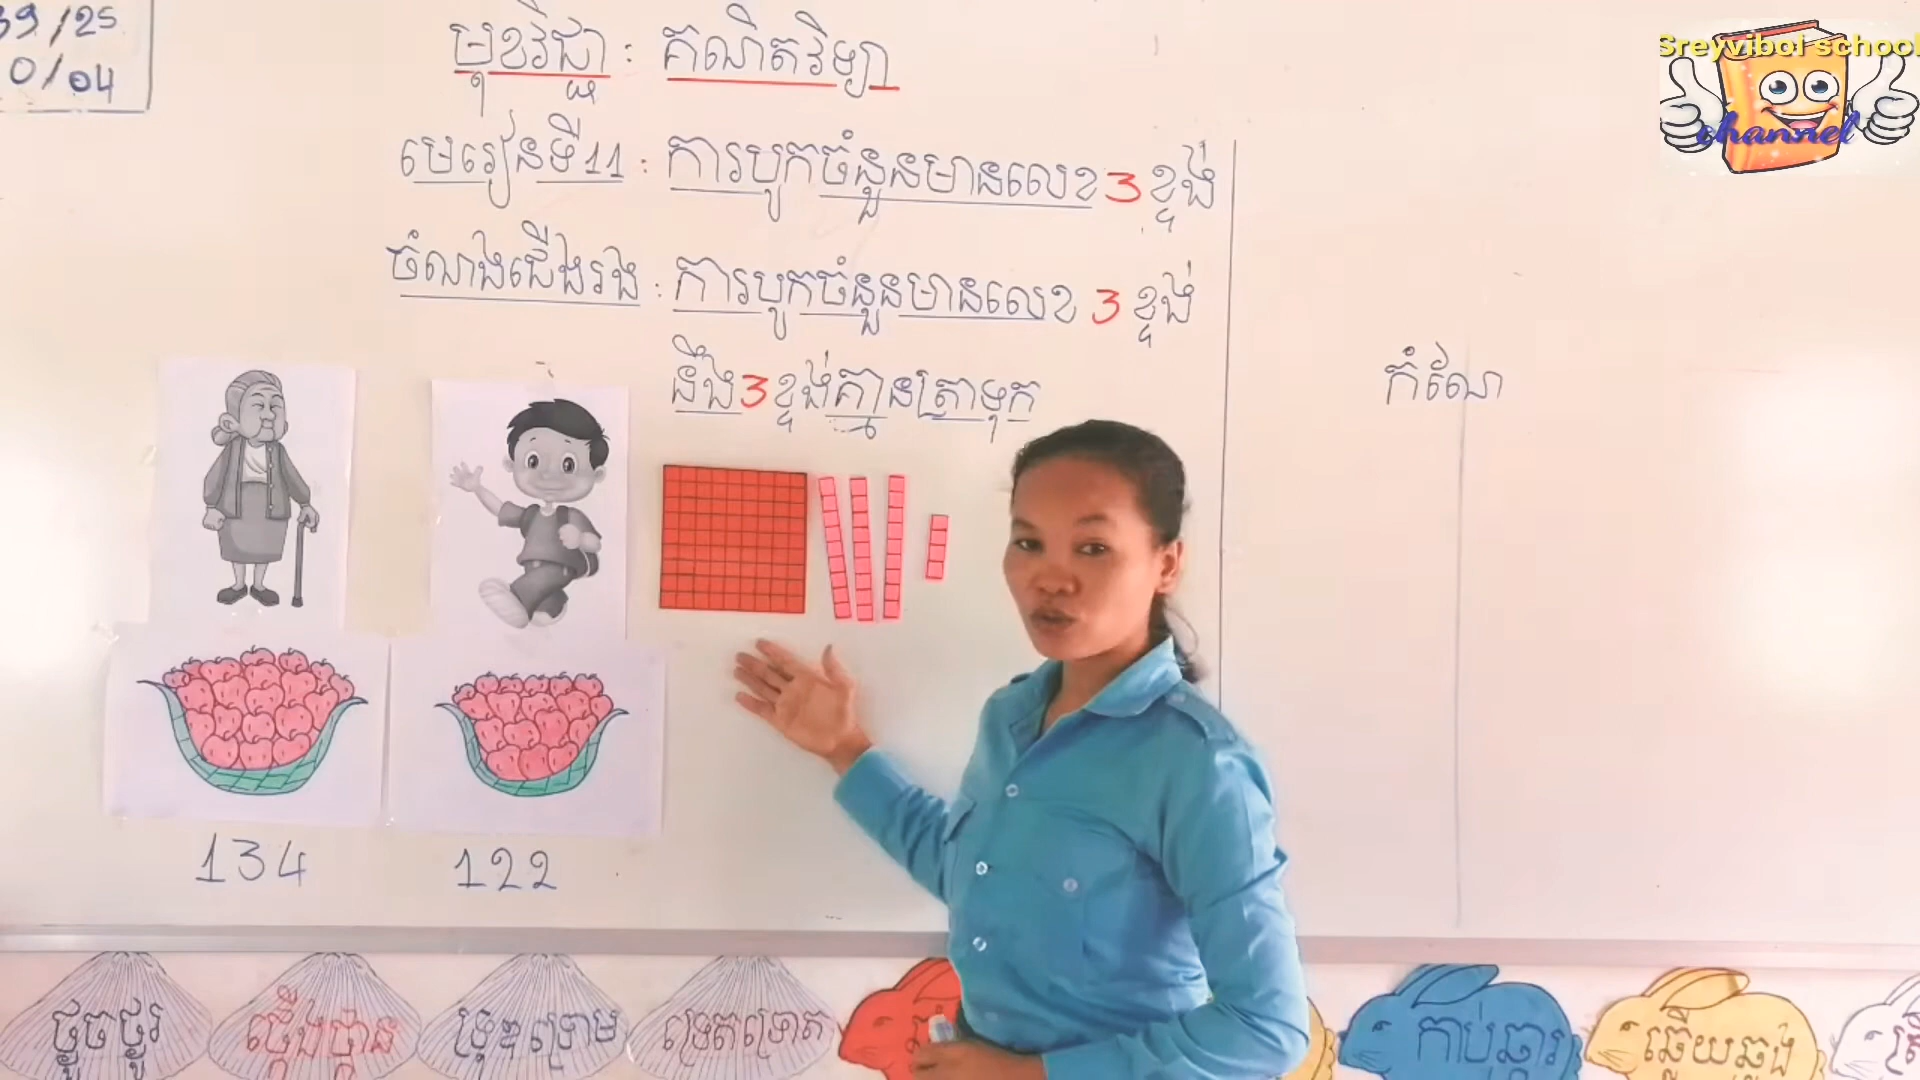 39/25
0/04
មុខវិជ្ជា : គណិតវិទ្យា
មេរៀនទី11 : ការបូកចំនួនមានលេខ 3 ខ្ទង់
ចំណងជើងរង : ការបូកចំនួនមានលេខ 3 ខ្ទង់
នឹង 3 ខ្ទង់គ្មានត្រាទុក
កំណែ
134
122
Sreyviboi school
channel
ផ្ដួចផ្ដួរ
ជើងប៉ាន
ទ្រុឌទ្រោម
ទ្រេតទ្រោត
កាប់ឆ្ការ
ឆ្លើយឆ្លង